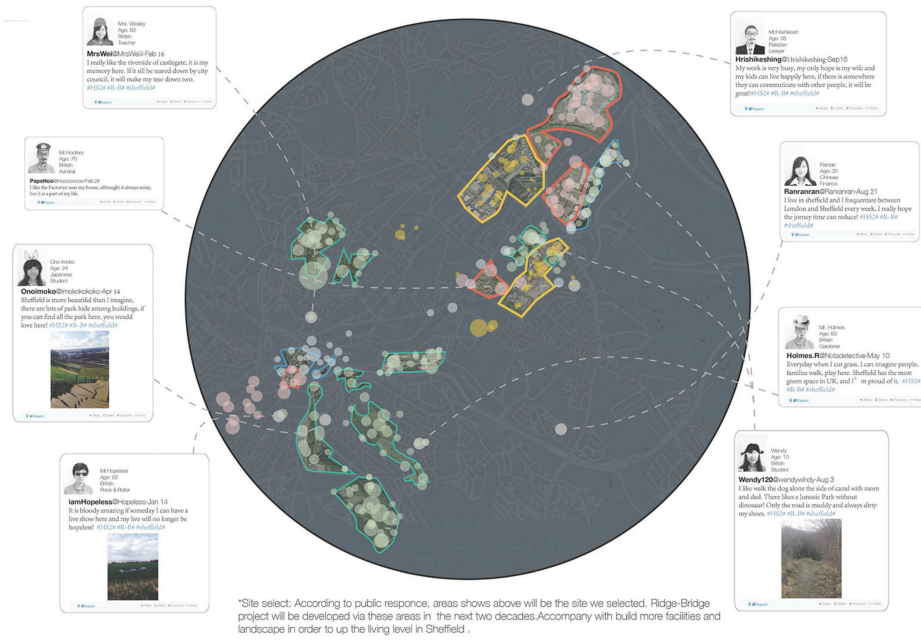 Mrs. Wesley
Age: 63
British
Teacher
MrsWei@MrsWeiii-Feb 16
I really like the riverside of castlegate, it is my
memory here. If it sill be teared down by city
council, it will make my tear down two.
#HS2# #R-B# #sheffield#
Mr.Hooters
Age: 70
British
Admiral
PapaHoo@Hooooooo-Feb 29
I like the Factories near my house, althought it always noisy,
but it is a part of my life.
Ono Imoko
Age: 24
Japanese
Student
Onoimoko@imokokokoko-Apr 14
Sheffield is more beautiful than I imagine,
there are lots of park hide among buildings, if
you can find all the park here, you would
love here! #HS2# #R-B# #sheffield#
Mr.Hopeless
Age: 22
British
Rock & Roller
iamHopeless@Hopeless-Jan 14
It is bloody amazing if someday I can have a
live show here and my live will no longer be
hopeless! #HS2# #R-B# #sheffield#
Mr.Hrishikesh
Age: 35
Pakistan
Lawyer
Hrishikeshing@Hrishikeshing-Sep16
My work is very busy, my only hope is my wife and
my kids can live happily here, if there is somewhere
they can commuticate with other people, it will be
great!#HS2# #R-B# #sheffield#
Ranran
Age: 30
Chinese
Finance
Ranranran@Ranranran-Aug 21
I live in sheffield and I frequentare between
London and Sheffield every week, I really hope
the jorney time can reduce! #HS2# #R-B#
#sheffield#
Mr. Holmes
Age: 60
British
Gardener
Holmes.R@Notadetective-May 10
Everyday when I cut grass, I can imagine people,
families walk, play here. Sheffield has the most
green space in UK, and I'm proud of it. #HS2#
#R-B# #sheffield#
Wendy
Age: 10
British
Student
Wendy120@wendywindy-Aug 3
I like walk the dog alone the side of canal with mom
and dad. There likes a Jurassic Park without
dinosaur! Only the road is muddy and always dirty
my shoes. #HS2# #R-B# #sheffield#
*Site select: According to public responce, areas shows above will be the site we selected. Ridge-Bridge
project will be developed via these areas in the next two decades.Accompany with build more facilities and
landscape in order to up the living level in Sheffield .